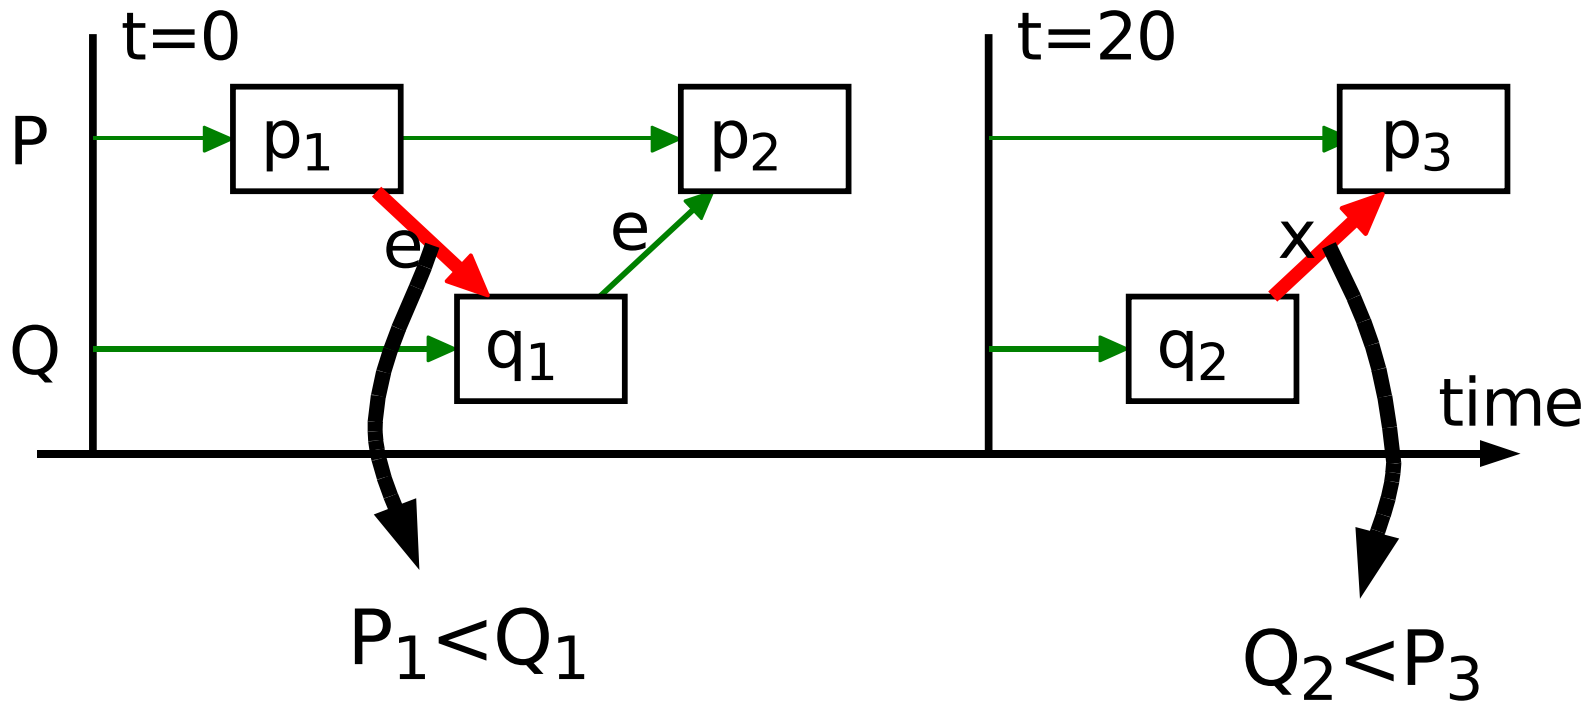 t=0
t=20
P
p₁
p₂
p₃
e
e
x
Q
q₁
q₂
time
P₁<Q₁
Q₂<P₃